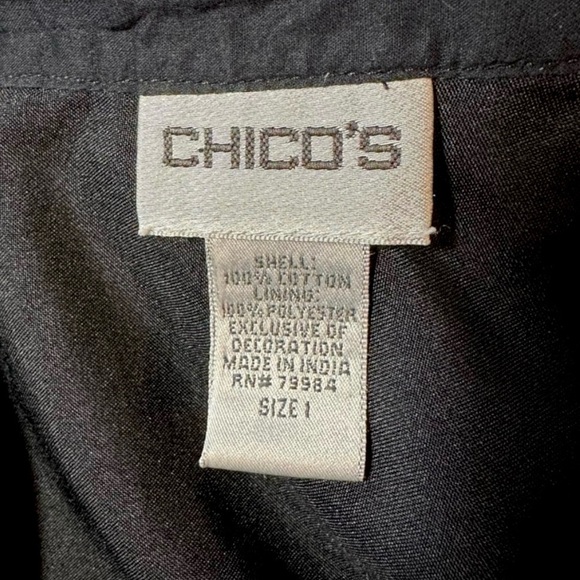 CHICO'S
SHELL:
100% COTTON
LINING:
100% POLYESTER
EXCLUSIVE OF
DECORATION
MADE IN INDIA
RN# 79984
SIZE 1